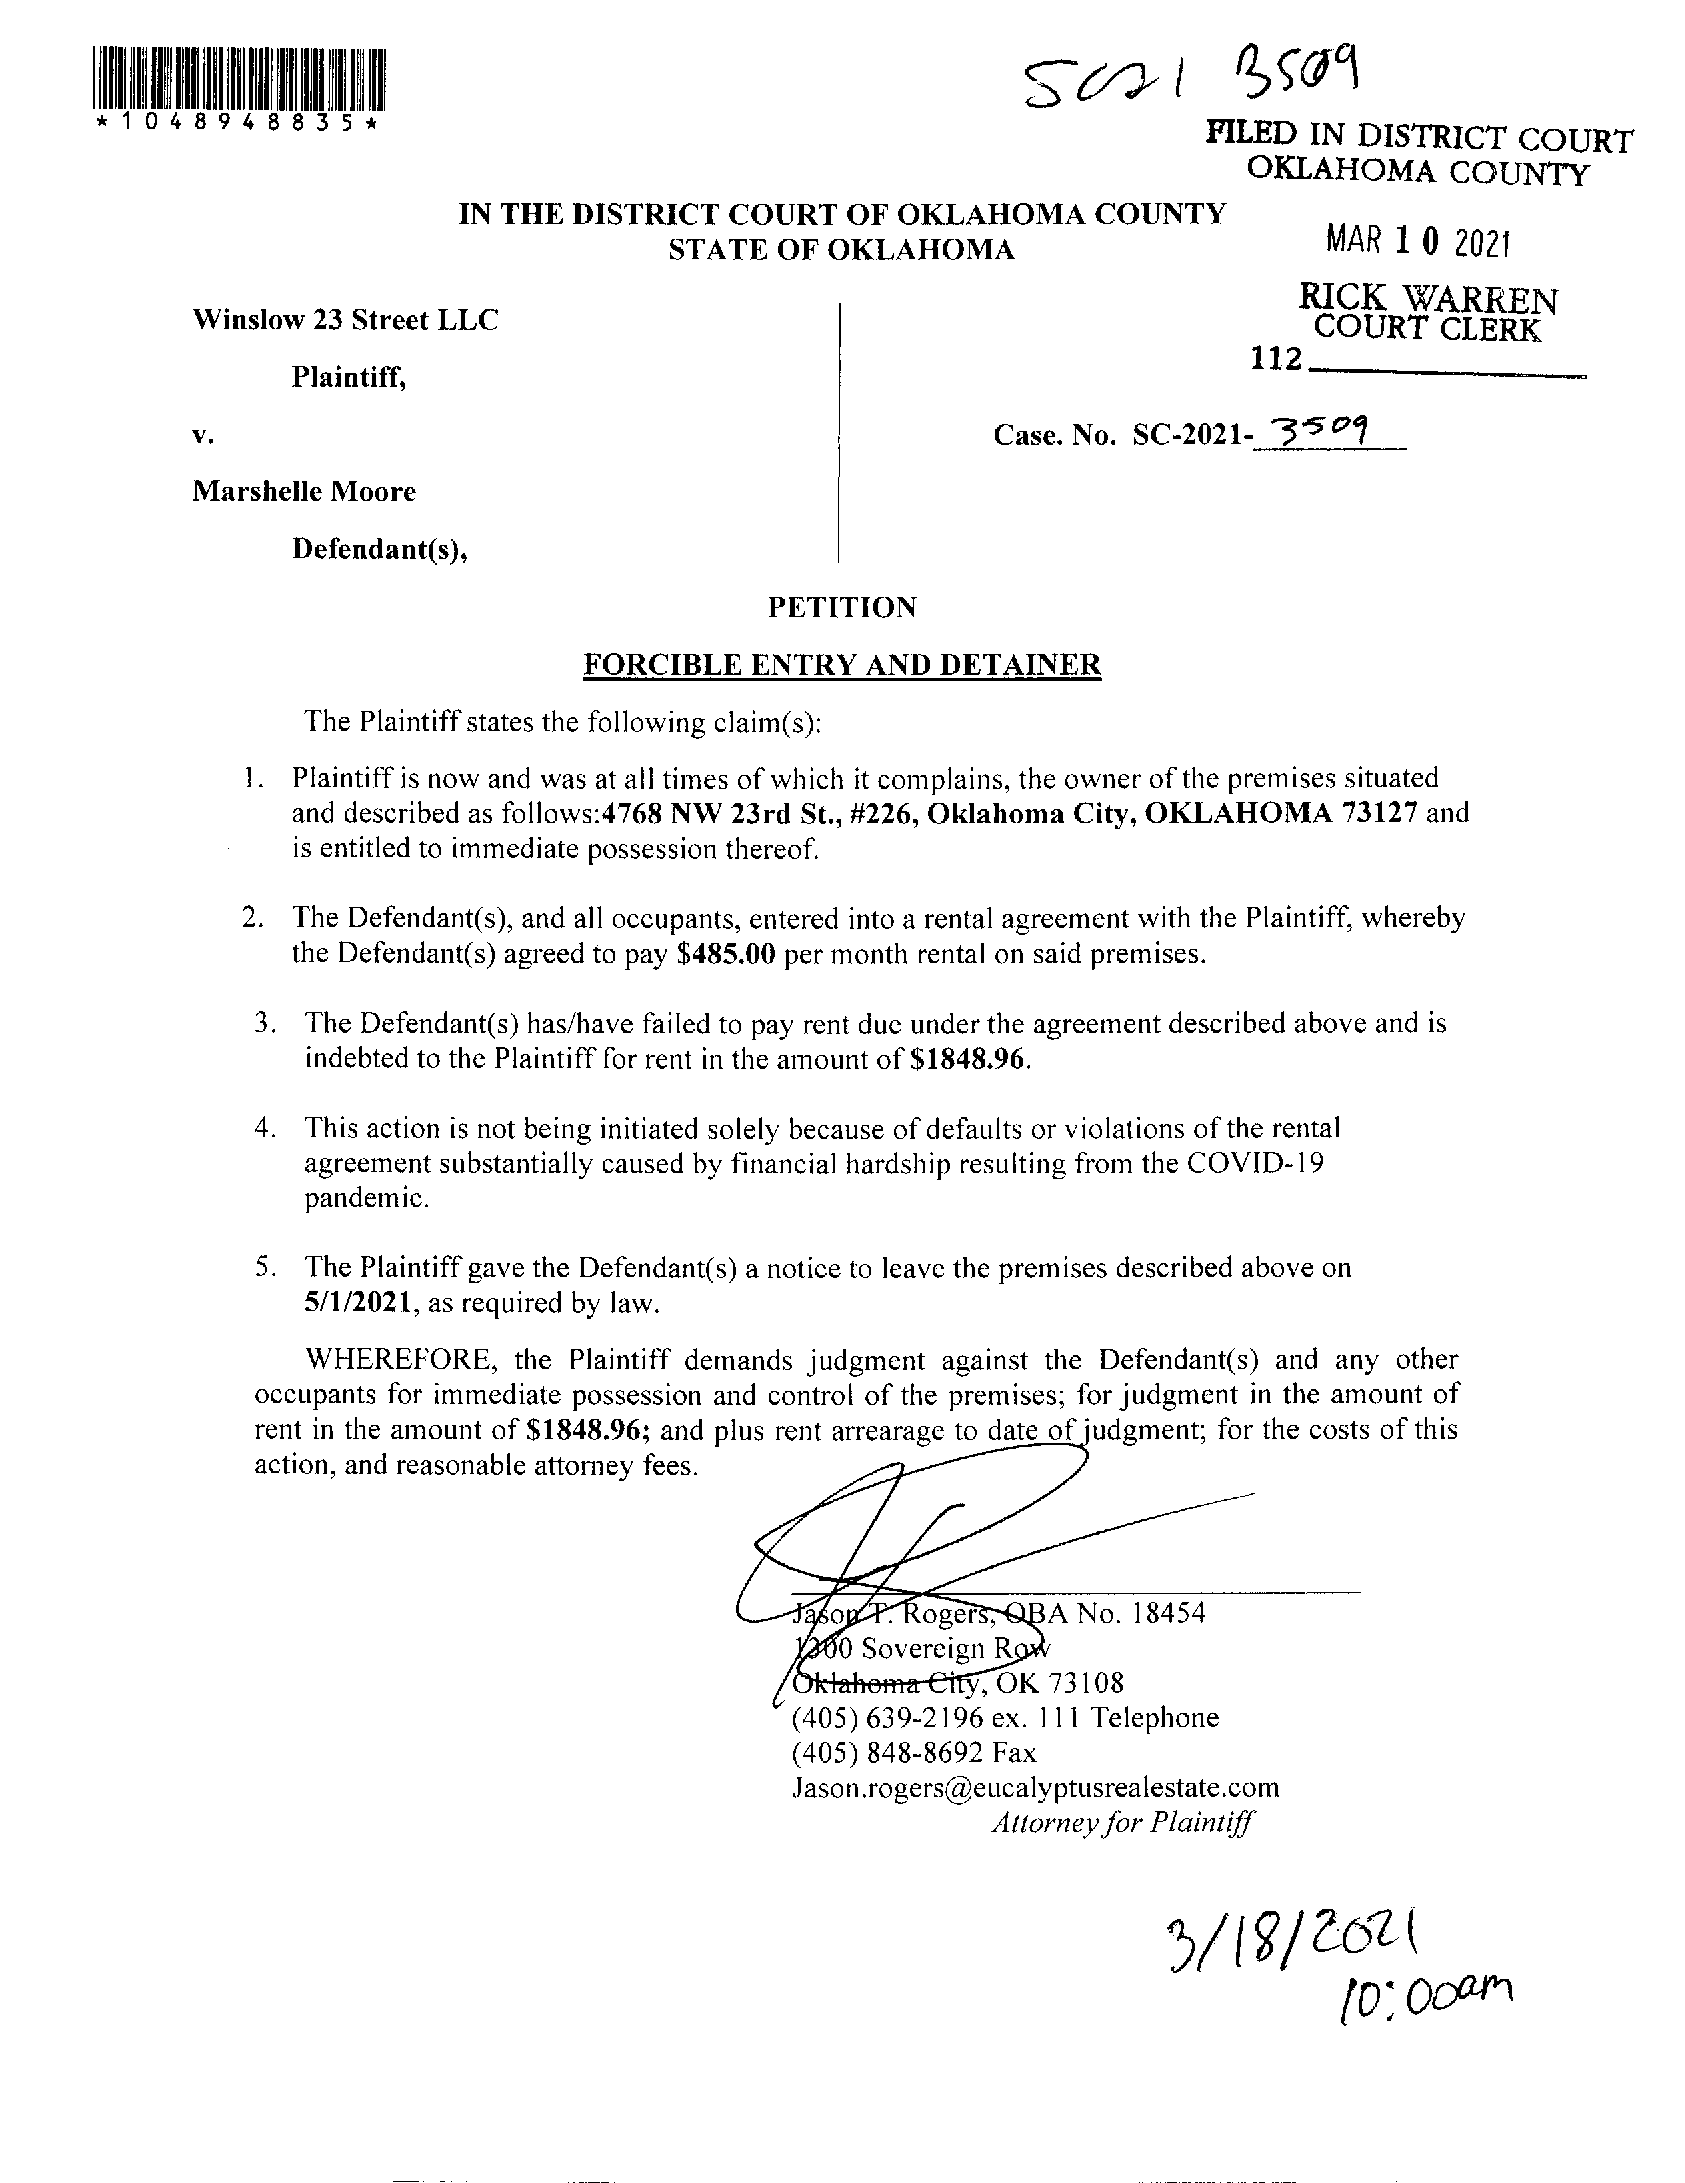 SC21 3509
*1048948835*
FILED IN DISTRICT COURT
OKLAHOMA COUNTY
IN THE DISTRICT COURT OF OKLAHOMA COUNTY
STATE OF OKLAHOMA
MAR 10 2021
RICK WARREN
COURT CLERK
112
Winslow 23 Street LLC
Plaintiff,
v.
Case. No. SC-2021- 3509
Marshelle Moore
Defendant(s),
PETITION
FORCIBLE ENTRY AND DETAINER
The Plaintiff states the following claim(s):
1. Plaintiff is now and was at all times of which it complains, the owner of the premises situated
and described as follows:4768 NW 23rd St., #226, Oklahoma City, OKLAHOMA 73127 and
is entitled to immediate possession thereof.
2. The Defendant(s), and all occupants, entered into a rental agreement with the Plaintiff, whereby
the Defendant(s) agreed to pay $485.00 per month rental on said premises.
3. The Defendant(s) has/have failed to pay rent due under the agreement described above and is
indebted to the Plaintiff for rent in the amount of $1848.96.
4. This action is not being initiated solely because of defaults or violations of the rental
agreement substantially caused by financial hardship resulting from the COVID-19
pandemic.
5. The Plaintiff gave the Defendant(s) a notice to leave the premises described above on
5/1/2021, as required by law.
WHEREFORE, the Plaintiff demands judgment against the Defendant(s) and any other
occupants for immediate possession and control of the premises; for judgment in the amount of
rent in the amount of $1848.96; and plus rent arrearage to date of judgment; for the costs of this
action, and reasonable attorney fees.
Jason T. Rogers, OBA No. 18454
1300 Sovereign Row
Oklahoma City, OK 73108
(405) 639-2196 ex. 111 Telephone
(405) 848-8692 Fax
Jason.rogers@eucalyptusrealestate.com
Attorney for Plaintiff
3/18/2021
10:00am